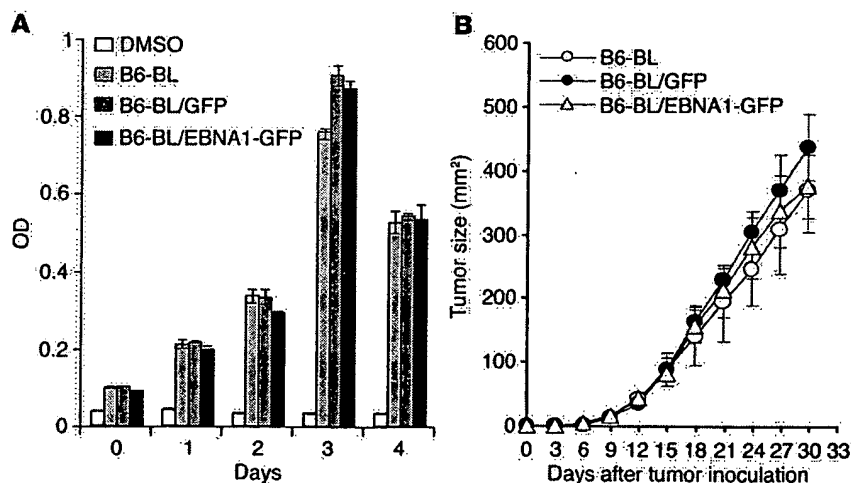 A
1
0.8
0.6
0.4
0.2
0
OD
DMSO
B6-BL
B6-BL/GFP
B6-BL/EBNA1-GFP
0 1 2 3 4
Days
B
600
500
400
300
200
100
0
Tumor size (mm²)
B6-BL
B6-BL/GFP
B6-BL/EBNA1-GFP
0 3 6 9 12 15 18 21 24 27 30 33
Days after tumor inoculation